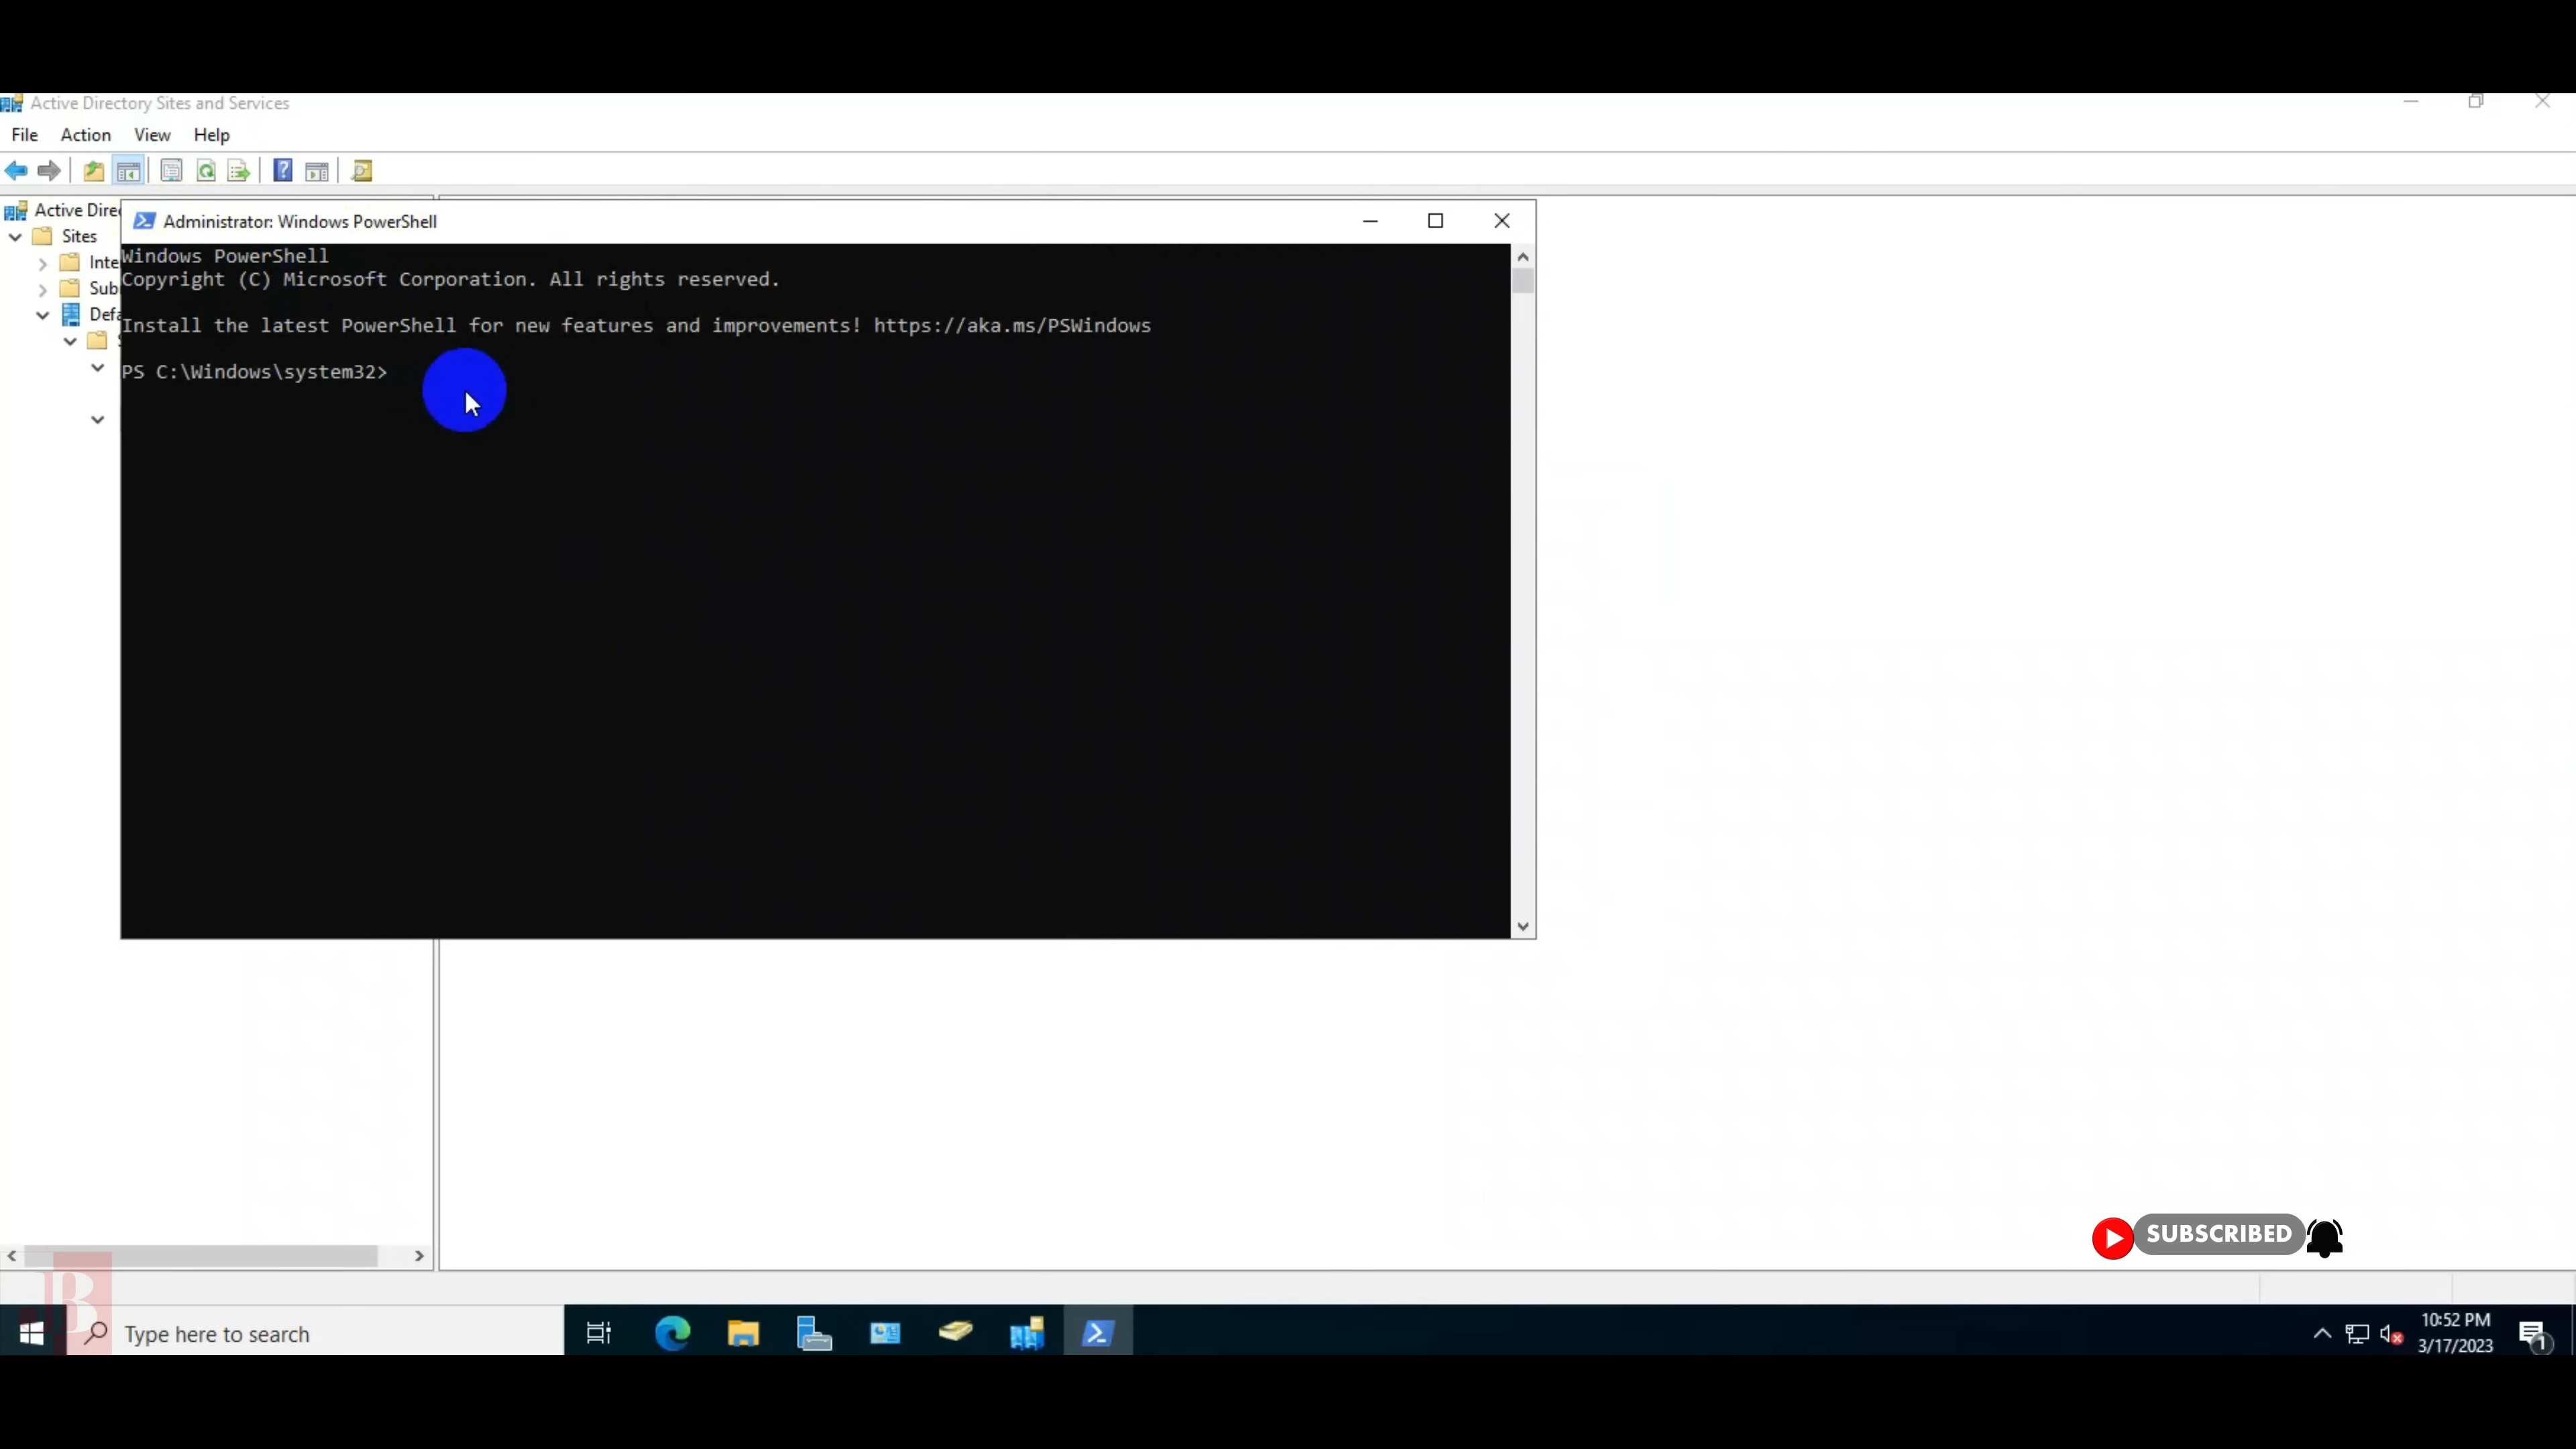 Active Directory Sites and Services
File Action View Help
Active Dire
Administrator: Windows PowerShell
Sites
Inte
Sub
Defa
Windows PowerShell
Copyright (C) Microsoft Corporation. All rights reserved.
Install the latest PowerShell for new features and improvements! https://aka.ms/PSWindows
PS C:\Windows\system32>
SUBSCRIBED
B
Type here to search
10:52 PM
3/17/2023
1